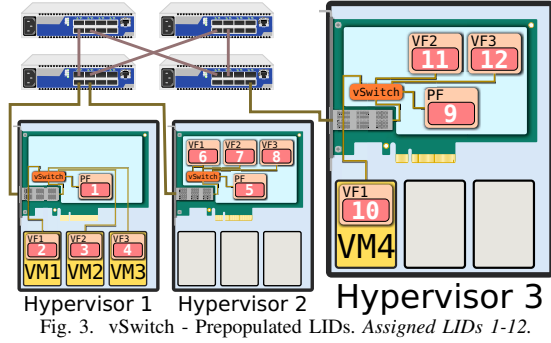 VF2
11
VF3
12
vSwitch
PF
9
VF1
10
VM4
Hypervisor 3
vSwitch
PF
1
VF1
2
VM1
VF2
3
VM2
VF3
4
VM3
Hypervisor 1
VF1
6
VF2
7
VF3
8
vSwitch
PF
5
Hypervisor 2
Fig. 3. vSwitch - Prepopulated LIDs. Assigned LIDs 1-12.